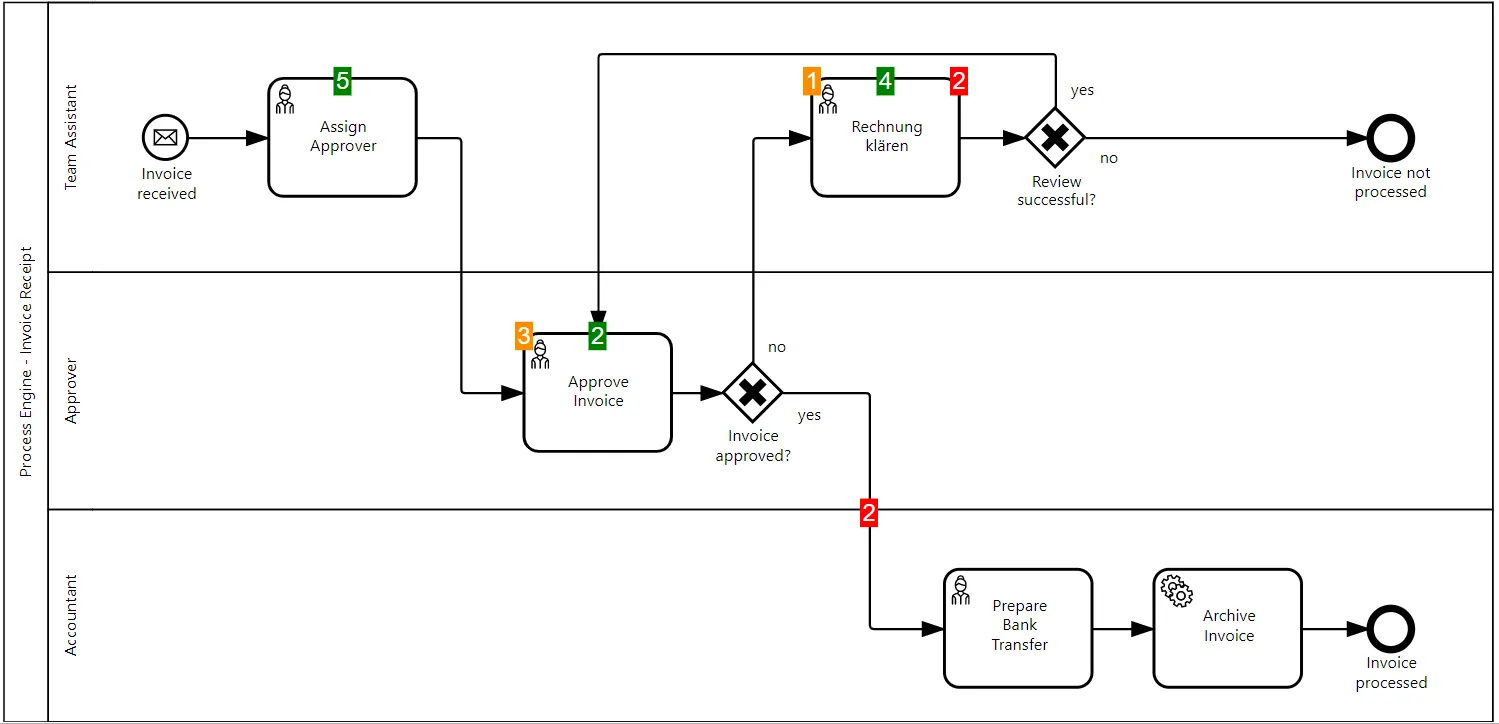 Process Engine - Invoice Receipt
Team Assistant
Invoice
received
5
Assign
Approver
1
4
2
Rechnung
klären
yes
no
Review
successful?
Invoice not
processed
Approver
3
2
Approve
Invoice
no
yes
Invoice
approved?
2
Accountant
Prepare
Bank
Transfer
Archive
Invoice
Invoice
processed